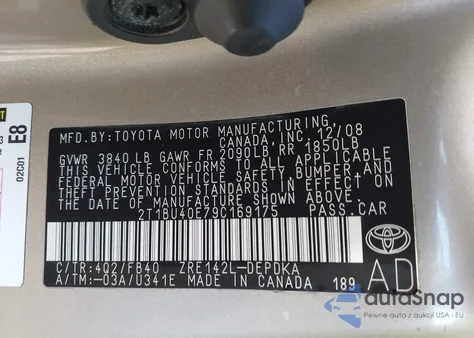 MFD.BY:TOYOTA MOTOR MANUFACTURING,
CANADA, INC. 12/08
GVWR 3840LB GAWR FR 2090LB RR 1850LB
THIS VEHICLE CONFORMS TO ALL APPLICABLE
FEDERAL MOTOR VEHICLE SAFETY, BUMPER, AND
THEFT PREVENTION STANDARDS IN EFFECT ON
THE DATE OF MANUFACTURE SHOWN ABOVE.
2T1BU40E79C169175 PASS.CAR
C/TR:4Q2/FB40 ZRE142L-DEPDKA
A/TM:-03A/U341E MADE IN CANADA 189
AD
E8
02C01
autoSnap
Pewne auta z aukcji USA i EU